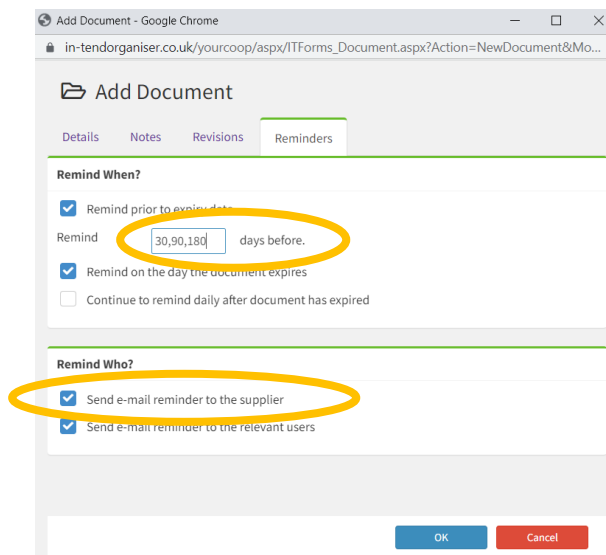 Add Document - Google Chrome
in-tendorganiser.co.uk/yourcoop/aspx/ITForms_Document.aspx?Action=NewDocument&Mo...
Add Document
Details Notes Revisions Reminders
Remind When?
Remind prior to expiry date
Remind 30,90,180 days before.
Remind on the day the document expires
Continue to remind daily after document has expired
Remind Who?
Send e-mail reminder to the supplier
Send e-mail reminder to the relevant users
OK Cancel